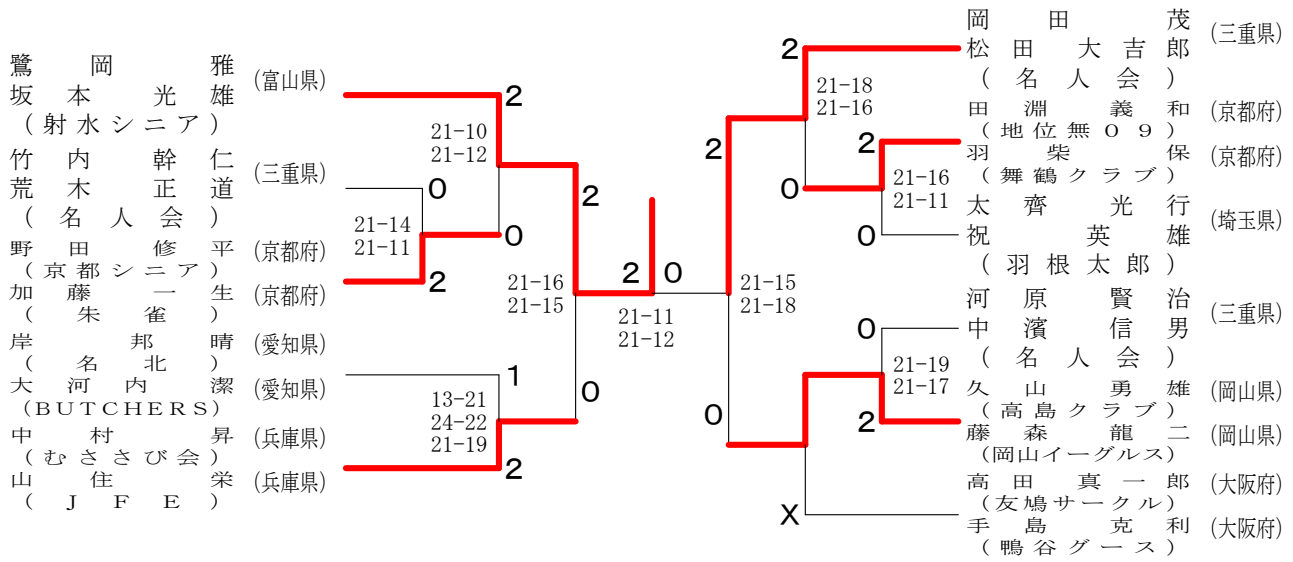 鷺岡雅
坂本光雄
(射水シニア)
(富山県)
竹内幹仁
荒木正道
(名人会)
(三重県)
野田修平
(京都シニア)
(京都府)
加藤一生
(朱雀)
(京都府)
岸邦晴
(名北)
(愛知県)
大河内潔
(BUTCHERS)
(愛知県)
中村昇
(むささび会)
(兵庫県)
山住栄
(JFE)
(兵庫県)
2
21-10
21-12
0
21-14
21-11
2
0
2
21-16
21-15
0
1
13-21
24-22
21-19
2
2
0
21-11
21-12
2
21-15
21-18
0
2
21-18
21-16
0
2
21-16
21-11
0
0
21-19
21-17
2
X
岡田茂
松田大吉郎
(名人会)
(三重県)
田淵義和
(地位無09)
(京都府)
羽柴保
(舞鶴クラブ)
(京都府)
太齊光行
祝英雄
(羽根太郎)
(埼玉県)
河原賢治
中濱信男
(名人会)
(三重県)
久山勇雄
(高島クラブ)
(岡山県)
藤森龍二
(岡山イーグルス)
(岡山県)
高田真一郎
(友鳩サークル)
(大阪府)
手島克利
(鴨谷グース)
(大阪府)